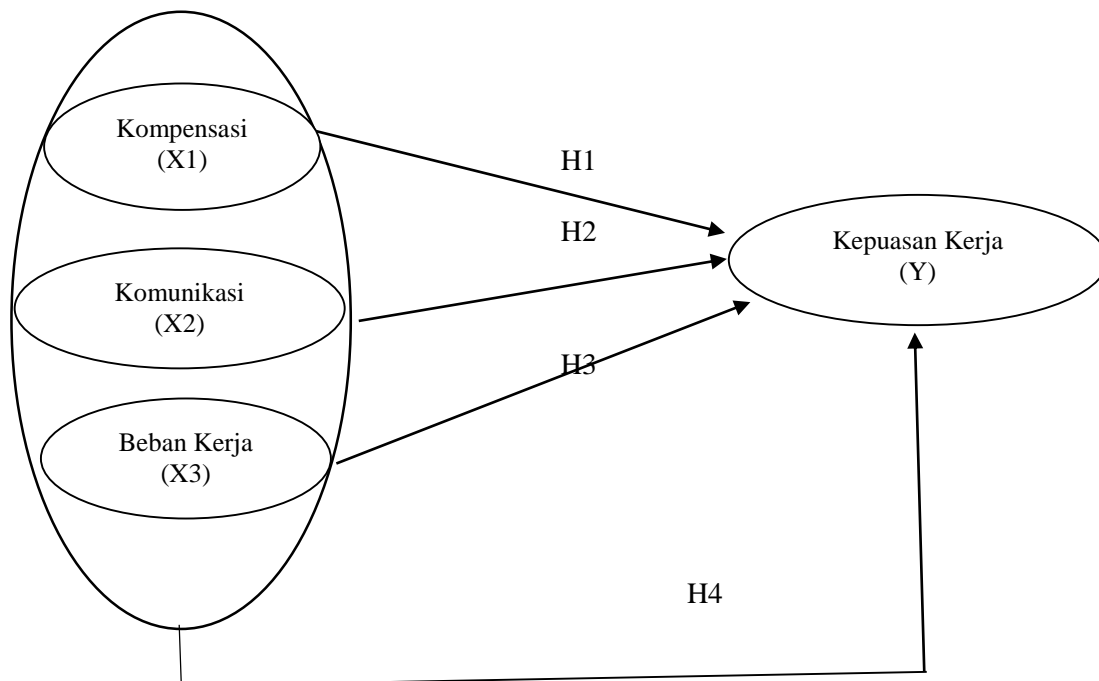 Kompensasi
(X1)
H1
H2
Kepuasan Kerja
(Y)
Komunikasi
(X2)
H3
Beban Kerja
(X3)
H4